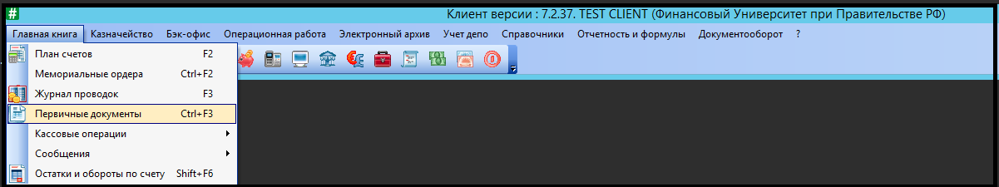 Клиент версии : 7.2.37. TEST CLIENT (Финансовый Университет при Правительстве РФ)
Главная книга Казначейство Бэк-офис Операционная работа Электронный архив Учет депо Справочники Отчетность и формулы Документооборот ?
План счетов F2
Мемориальные ордера Ctrl+F2
Журнал проводок F3
Первичные документы Ctrl+F3
Кассовые операции
Сообщения
Остатки и обороты по счету Shift+F6